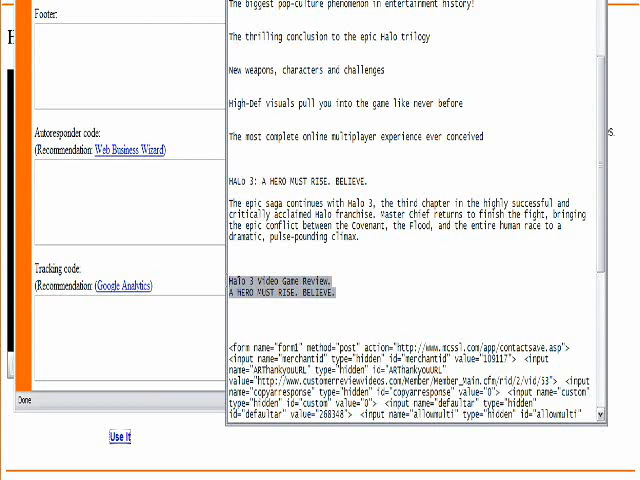 Footer:
The biggest pop-culture phenomenon in entertainment history!
The thrilling conclusion to the epic Halo trilogy
New weapons, characters and challenges
High-Def visuals pull you into the game like never before
Autoresponder code:
(Recommendation: Web Business Wizard)
The most complete online multiplayer experience ever conceived
HALo 3: A HERO MUST RISE. BELIEVE.
The epic saga continues with Halo 3, the third chapter in the highly successful and
critically acclaimed Halo franchise. Master Chief returns to finish the fight, bringing
the epic conflict between the Covenant, the Flood, and the entire human race to a
dramatic, pulse-pounding climax.
Tracking code:
(Recommendation: (Google Analytics)
Halo 3 Video Game Review.
A HERO MUST RISE. BELIEVE.
<form name="form1" method="post" action="http://www.mcssl.com/app/contactsave.asp">
<input name="merchantid" type="hidden" id="merchantid" value="109117"> <input
name="ARThankyouURL" type="hidden" id="ARThankyouURL"
value="http://www.customerreviewvideos.com/Member/Member_Main.cfm/rid/2/vid/53"> <input
name="copyarresponse" type="hidden" id="copyarresponse" value="0"> <input name="custom"
type="hidden" id="custom" value="0"> <input name="defaultar" type="hidden"
id="defaultar" value="268348"> <input name="allowmulti" type="hidden" id="allowmulti"
Done
Use It